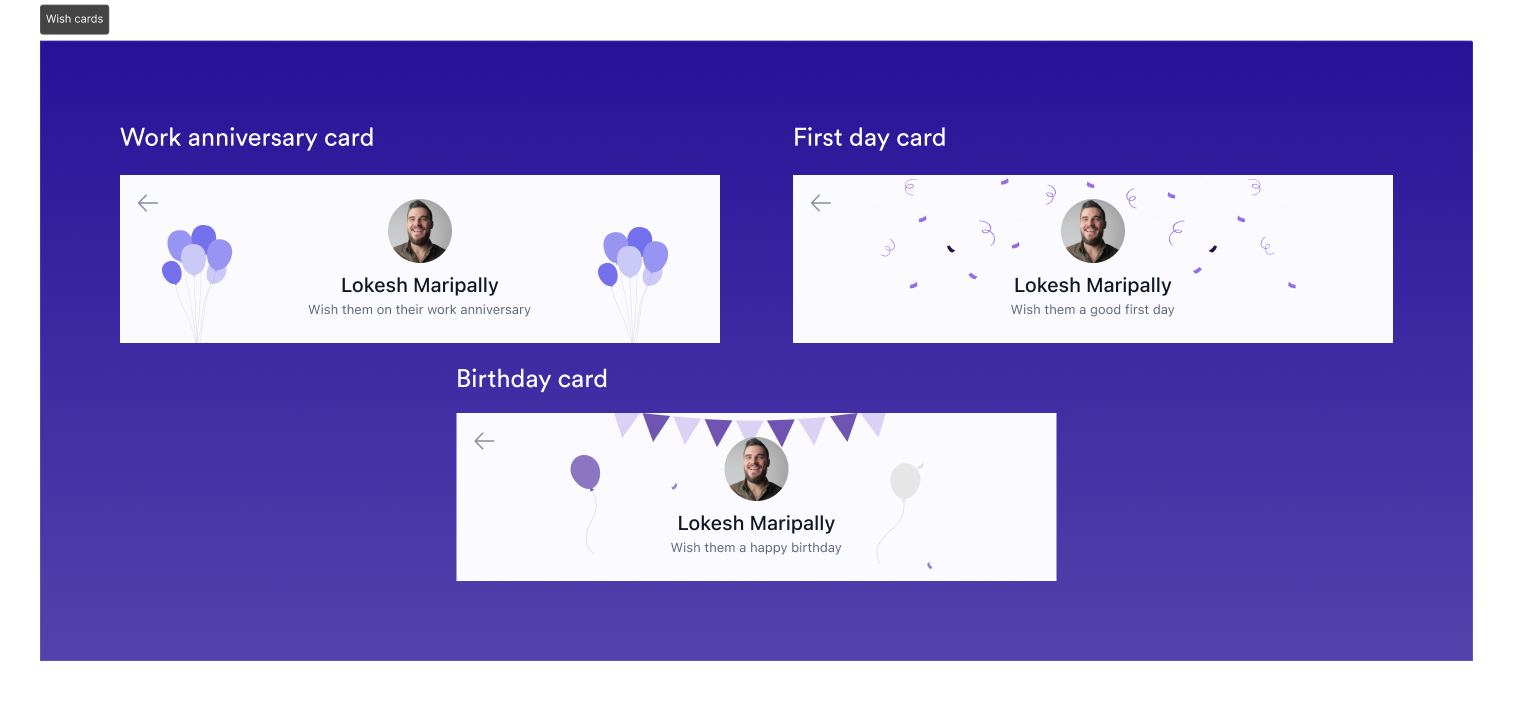 Wish cards
Work anniversary card
Lokesh Maripally
Wish them on their work anniversary
First day card
Lokesh Maripally
Wish them a good first day
Birthday card
Lokesh Maripally
Wish them a happy birthday